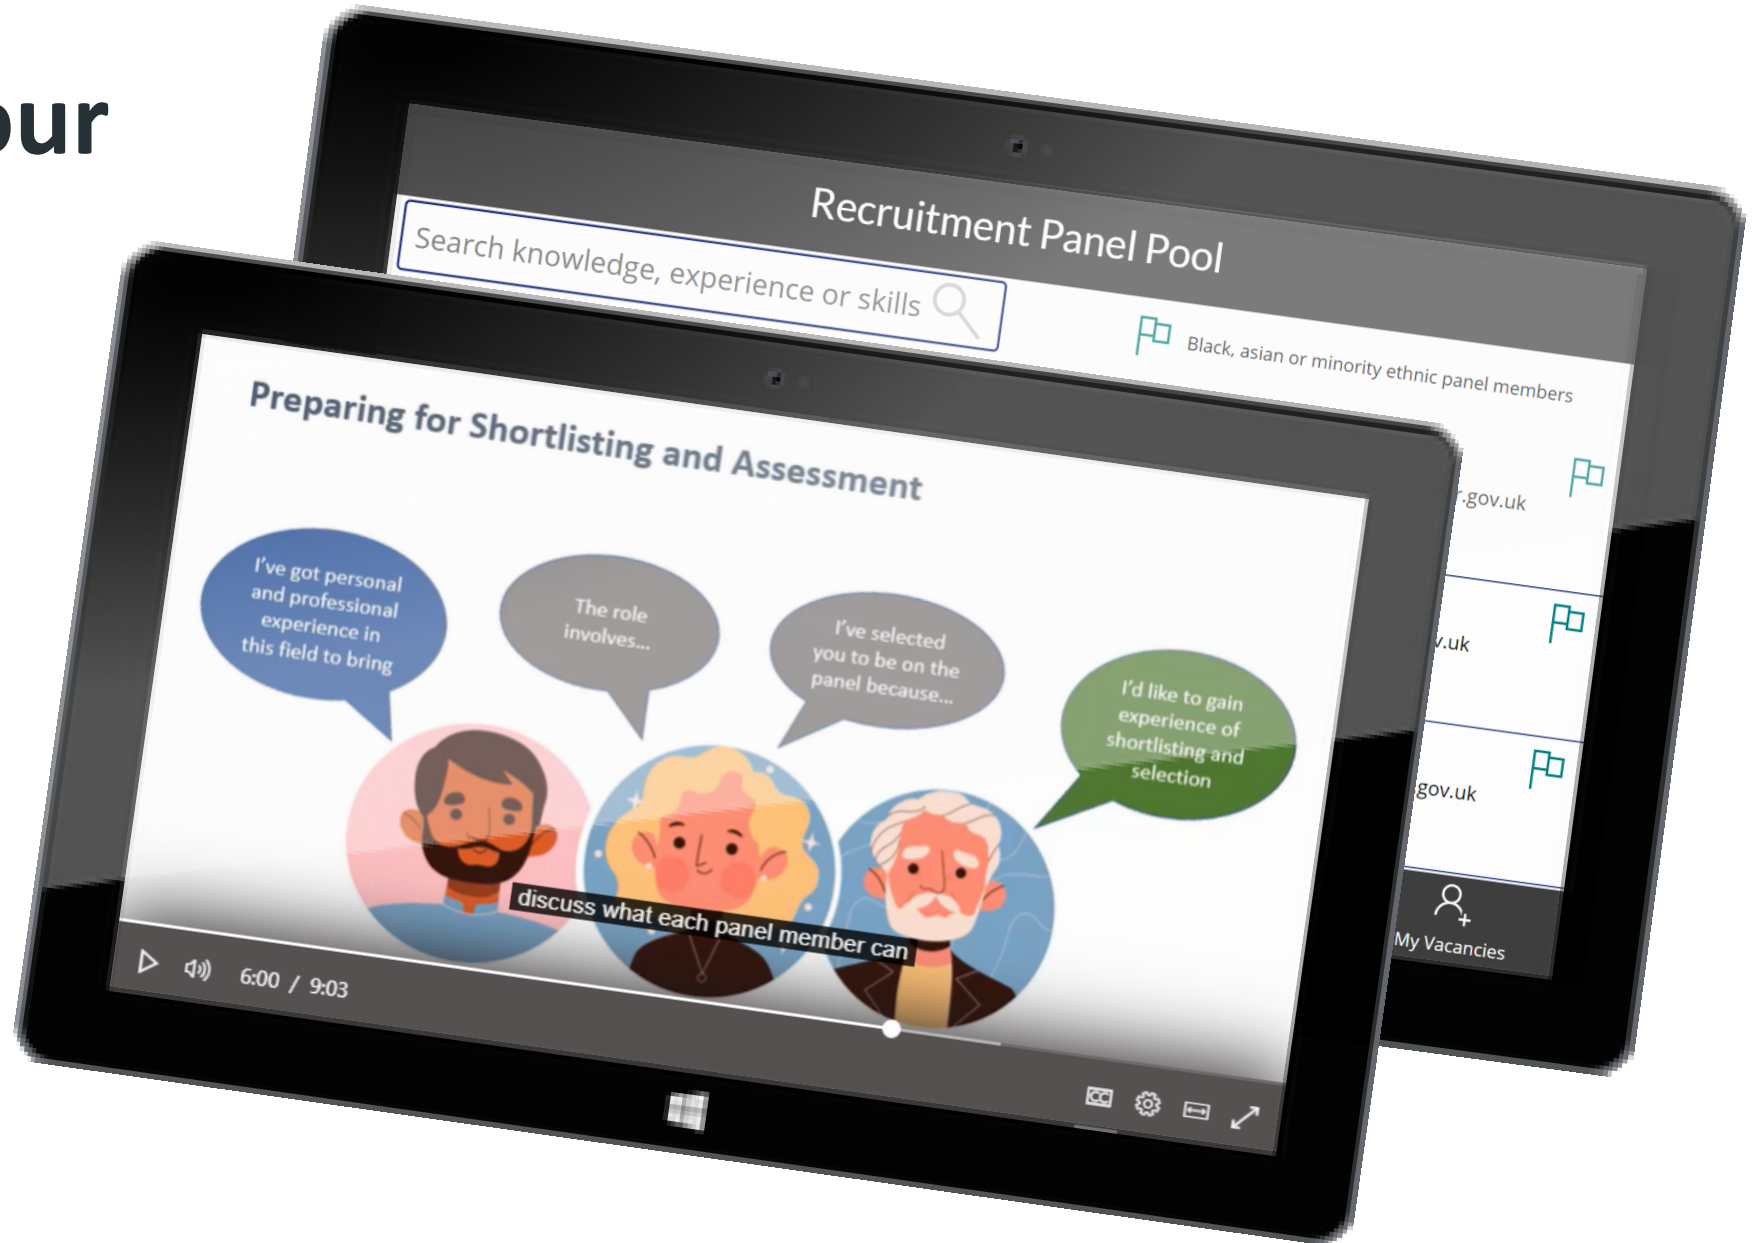 our
Recruitment Panel Pool
Search knowledge, experience or skills
Black, asian or minority ethnic panel members
r.gov.uk
v.uk
gov.uk
My Vacancies
Preparing for Shortlisting and Assessment
I've got personal
and professional
experience in
this field to bring
The role
involves...
I've selected
you to be on the
panel because...
I'd like to gain
experience of
shortlisting and
selection
discuss what each panel member can
6:00 / 9:03
CC